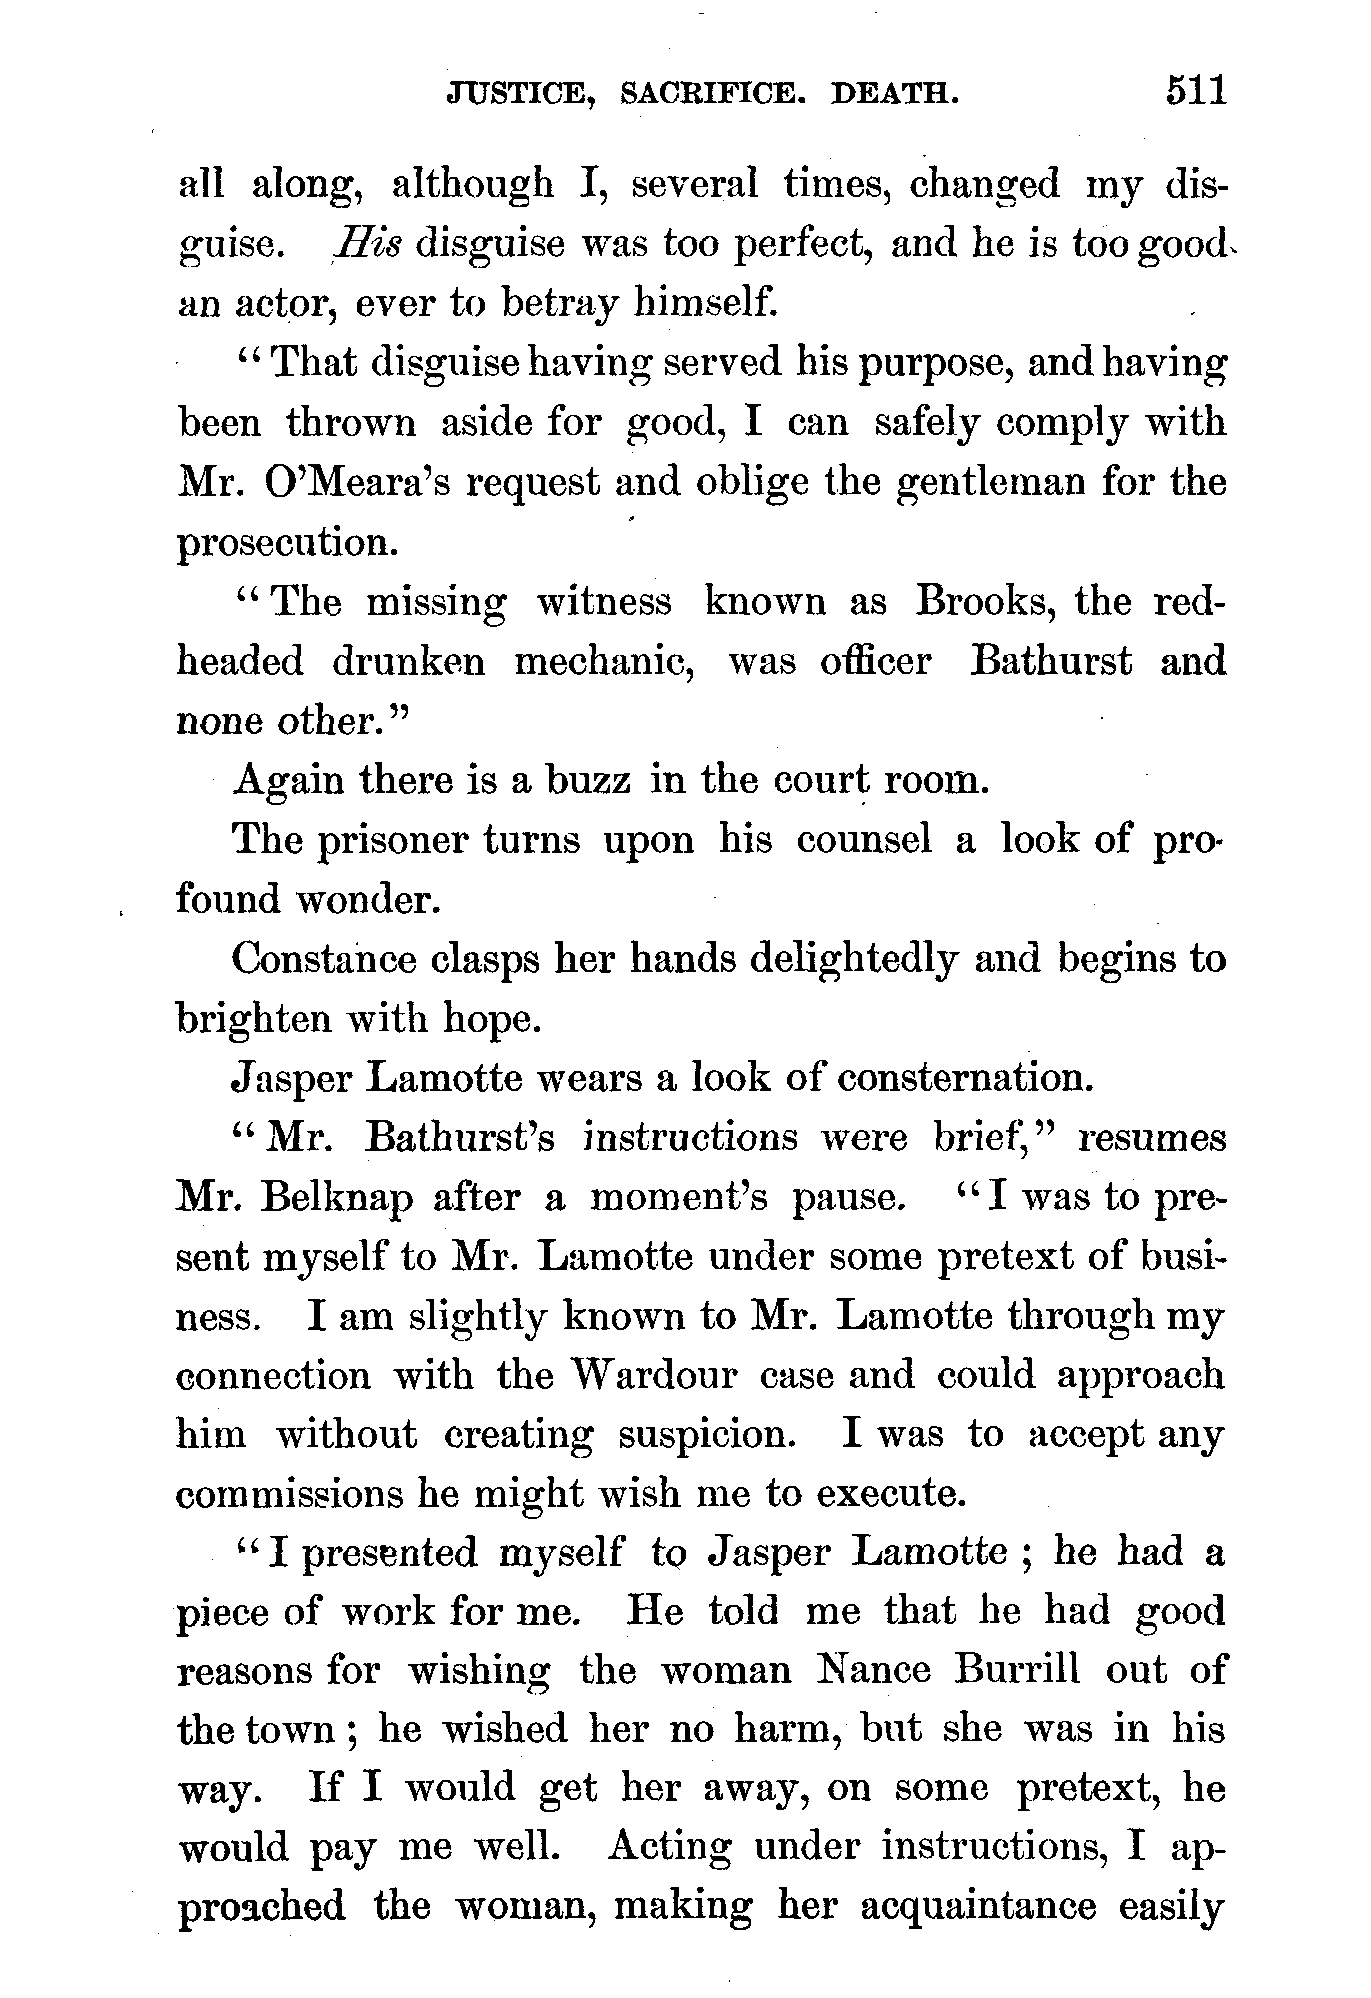 JUSTICE, SACRIFICE. DEATH. 511
all along, although I, several times, changed my dis-
guise. His disguise was too perfect, and he is too good
an actor, ever to betray himself.
“That disguise having served his purpose, and having
been thrown aside for good, I can safely comply with
Mr. O’Meara’s request and oblige the gentleman for the
prosecution.
“The missing witness known as Brooks, the red-
headed drunken mechanic, was officer Bathurst and
none other.”
Again there is a buzz in the court room.
The prisoner turns upon his counsel a look of pro-
found wonder.
Constance clasps her hands delightedly and begins to
brighten with hope.
Jasper Lamotte wears a look of consternation.
“Mr. Bathurst’s instructions were brief,” resumes
Mr. Belknap after a moment’s pause. “I was to pre-
sent myself to Mr. Lamotte under some pretext of busi-
ness. I am slightly known to Mr. Lamotte through my
connection with the Wardour case and could approach
him without creating suspicion. I was to accept any
commissions he might wish me to execute.
“I presented myself to Jasper Lamotte ; he had a
piece of work for me. He told me that he had good
reasons for wishing the woman Nance Burrill out of
the town ; he wished her no harm, but she was in his
way. If I would get her away, on some pretext, he
would pay me well. Acting under instructions, I ap-
proached the woman, making her acquaintance easily